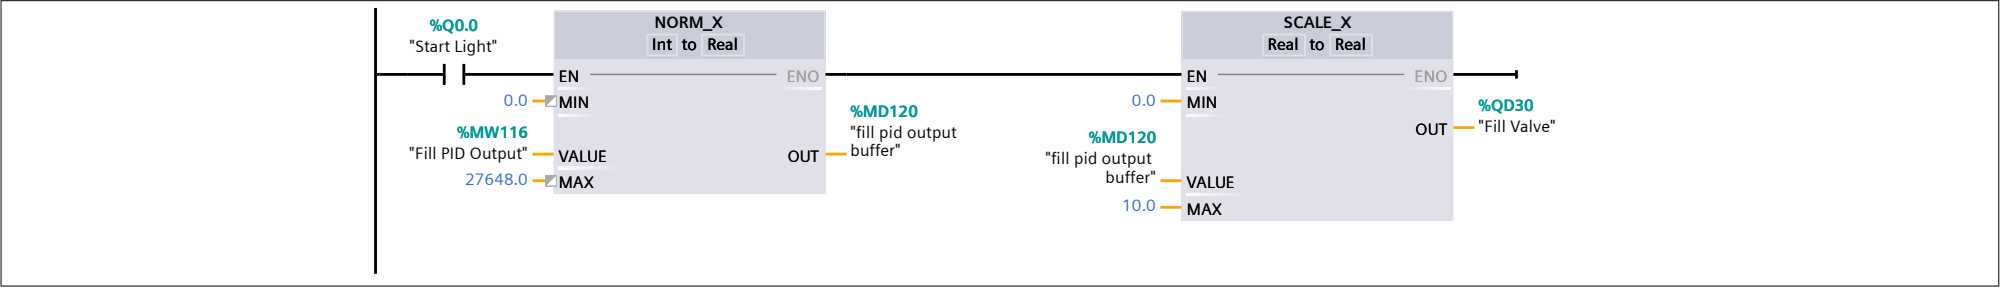 %Q0.0
"Start Light"
NORM_X
Int to Real
EN
ENO
0.0
MIN
%MW116
"Fill PID Output"
VALUE
27648.0
MAX
OUT
%MD120
"fill pid output
buffer"
SCALE_X
Real to Real
EN
ENO
0.0
MIN
%MD120
"fill pid output
buffer"
VALUE
10.0
MAX
OUT
%QD30
"Fill Valve"